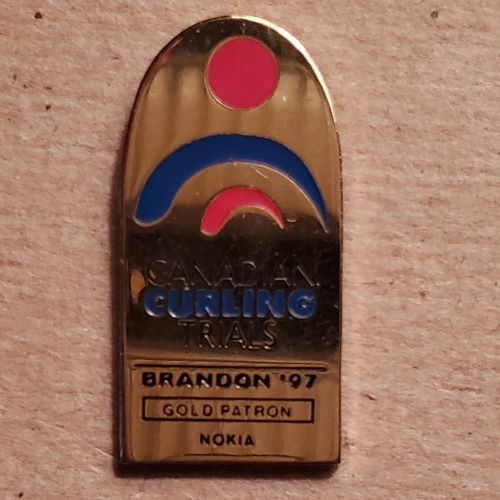 CANADIAN
CURLING
TRIALS
BRANDON '97
GOLD PATRON
NOKIA